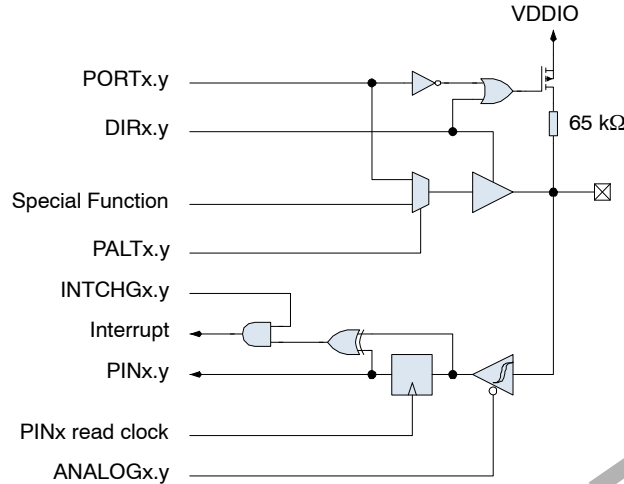 VDDIO
PORTx.y
DIRx.y
65 kΩ
Special Function
PALTx.y
INTCHGx.y
Interrupt
PINx.y
PINx read clock
ANALOGx.y